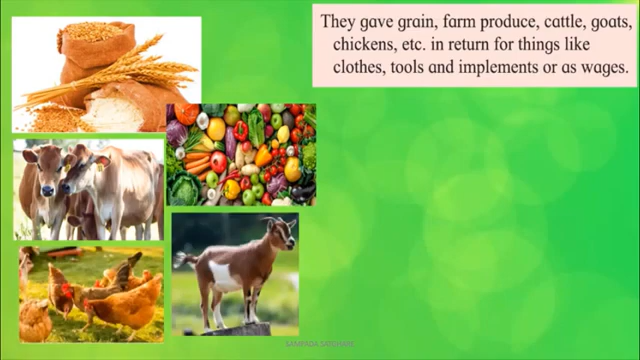 They gave grain, farm produce, cattle, goats,
chickens, etc. in return for things like
clothes, tools and implements or as wages.